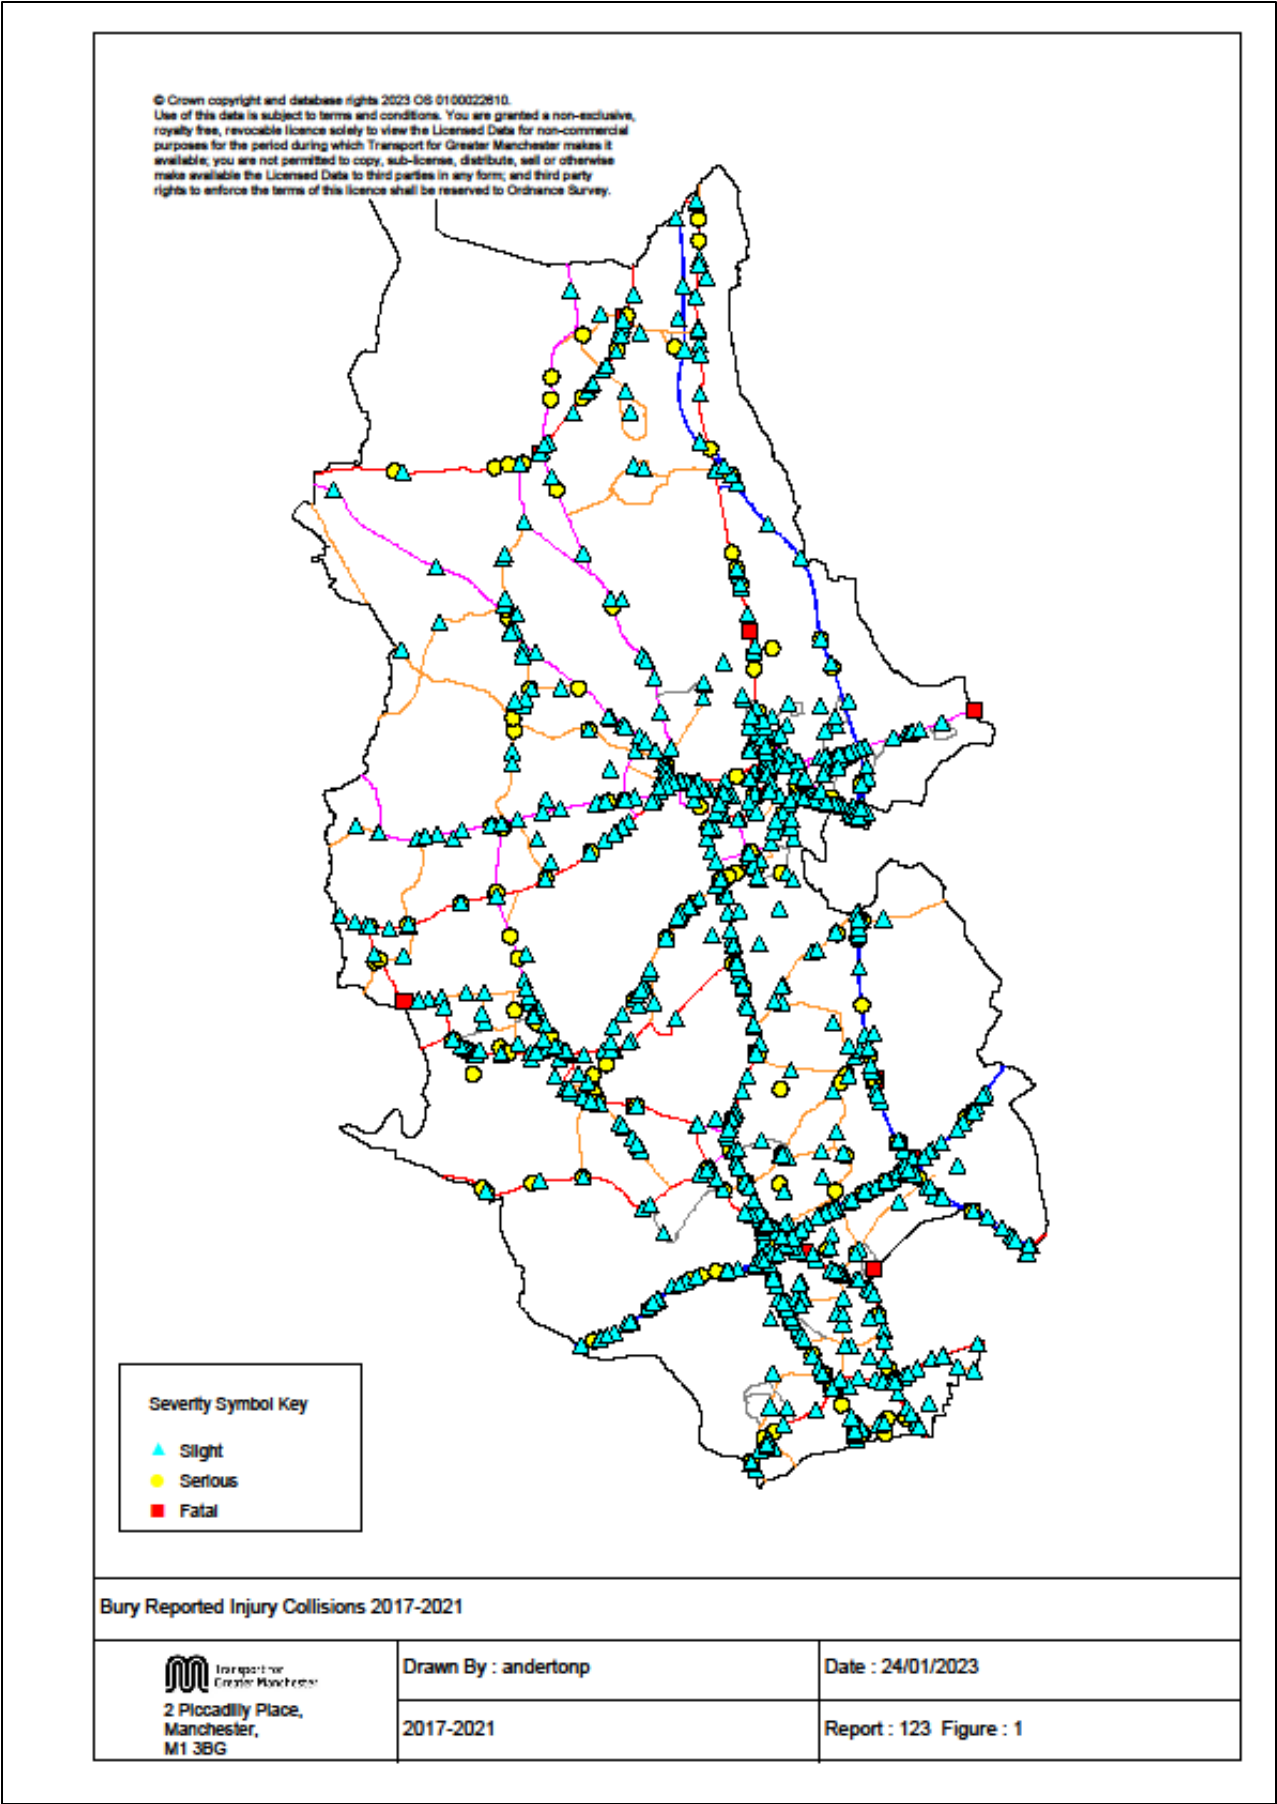 © Crown copyright and database rights 2023 OS 0100022610.
Use of this data is subject to terms and conditions. You are granted a non-exclusive,
royalty free, revocable licence solely to view the Licensed Data for non-commercial
purposes for the period during which Transport for Greater Manchester makes it
available; you are not permitted to copy, sub-license, distribute, sell or otherwise
make available the Licensed Data to third parties in any form; and third party
rights to enforce the terms of this licence shall be reserved to Ordnance Survey.
Severity Symbol Key
Slight
Serious
Fatal
Bury Reported Injury Collisions 2017-2021
Transport for
Greater Manchester
2 Piccadilly Place,
Manchester,
M1 3BG
Drawn By : andertonp
Date : 24/01/2023
2017-2021
Report : 123 Figure : 1